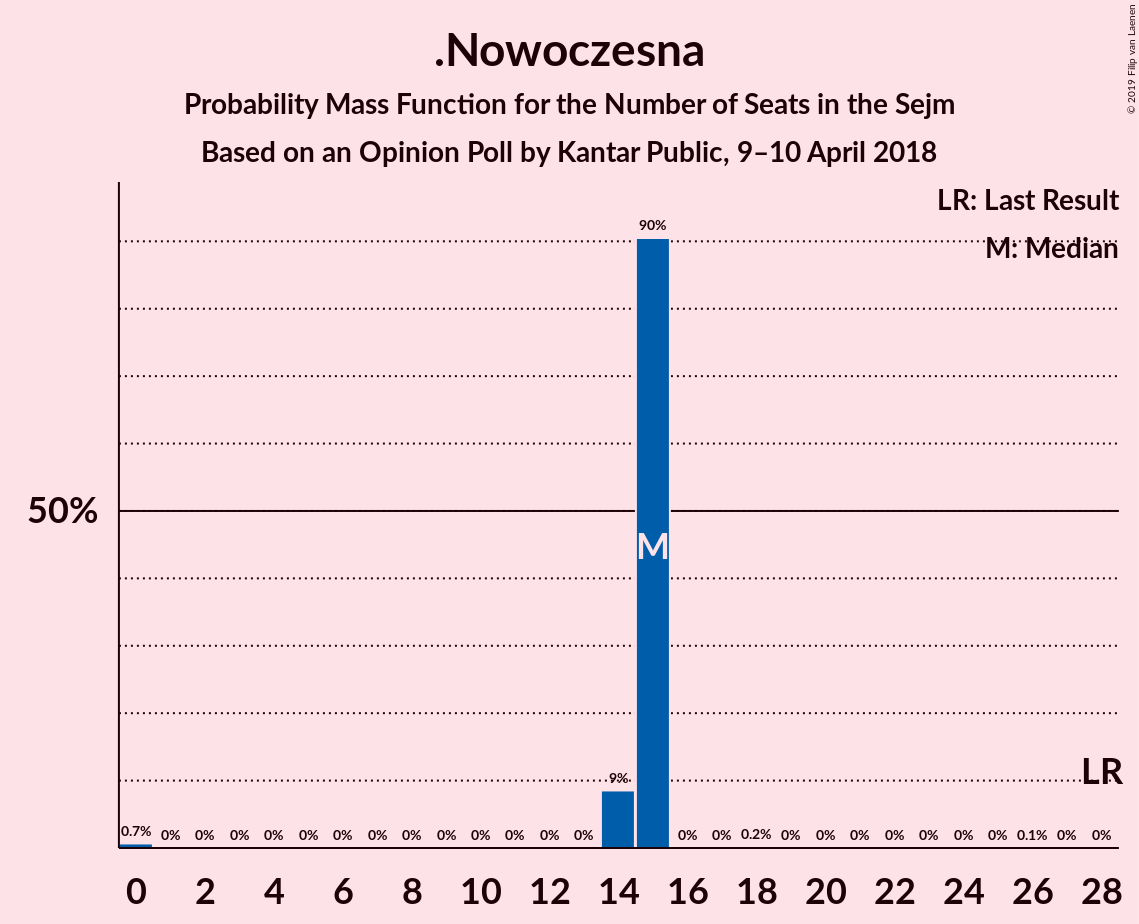 .Nowoczesna
Probability Mass Function for the Number of Seats in the Sejm
Based on an Opinion Poll by Kantar Public, 9–10 April 2018
© 2019 Filip van Laenen
LR: Last Result
M: Median
90%
50%
M
LR
9%
0.7% 0% 0% 0% 0% 0% 0% 0% 0% 0% 0% 0% 0% 0% 0% 0% 0.2% 0% 0% 0% 0% 0% 0% 0% 0.1% 0% 0%
0 2 4 6 8 10 12 14 16 18 20 22 24 26 28